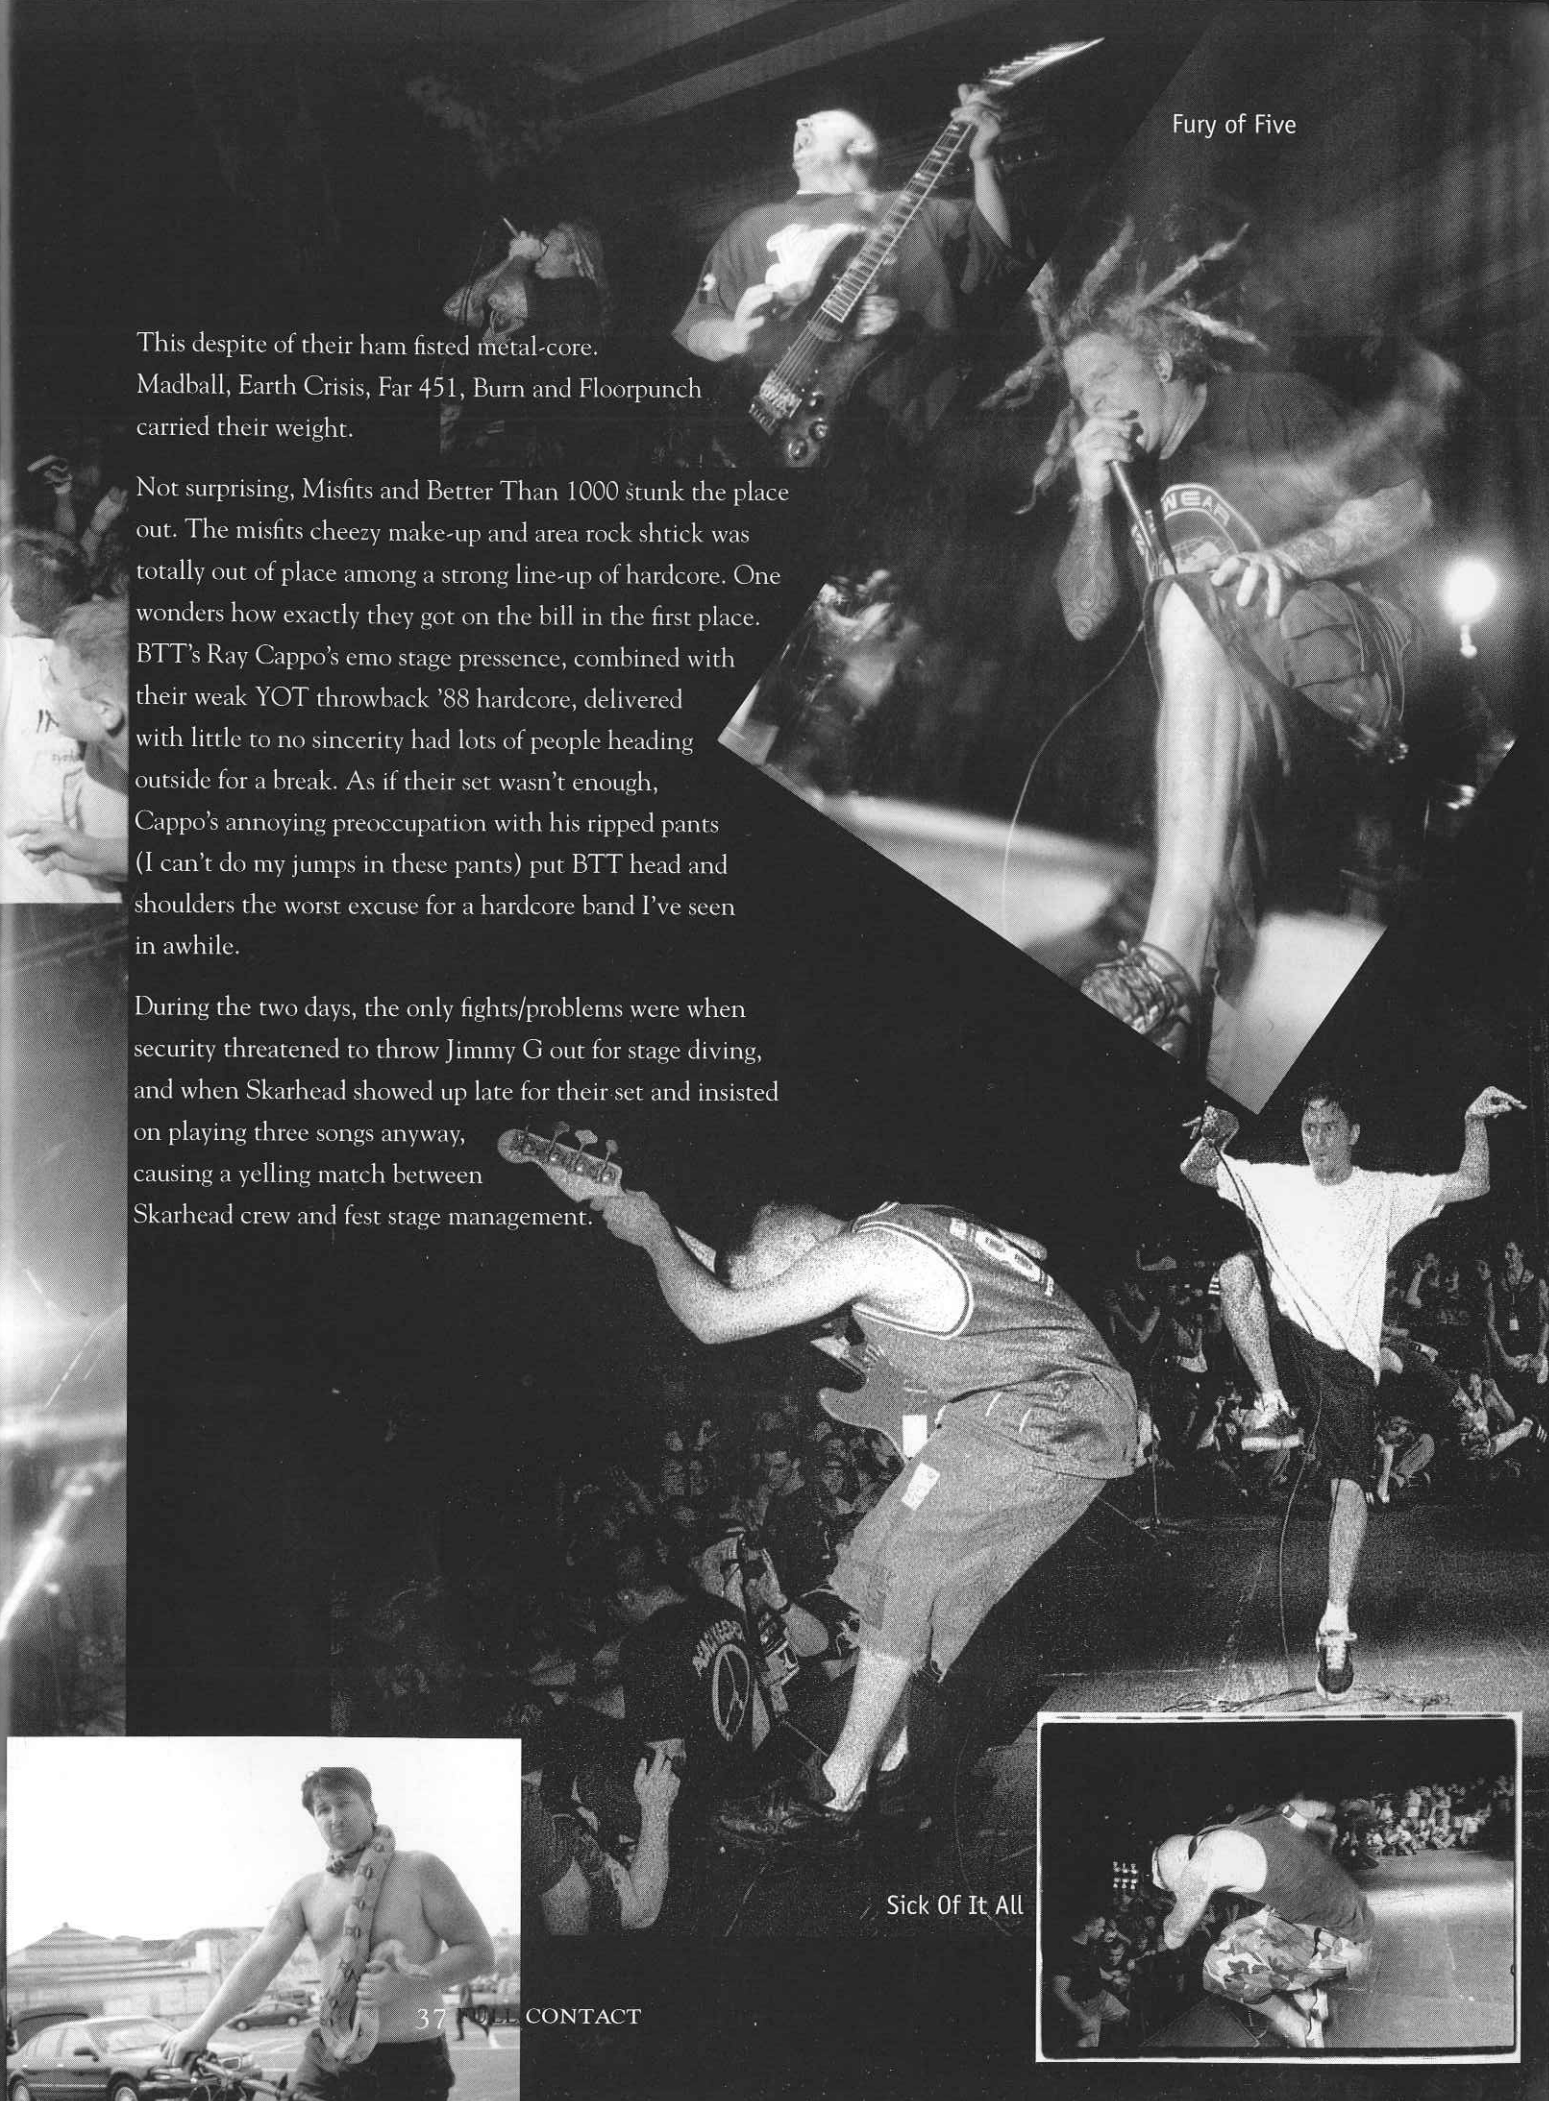 Fury of Five
This despite of their ham fisted metal-core.
Madball, Earth Crisis, Far 451, Burn and Floorpunch
carried their weight.
Not surprising, Misfits and Better Than 1000 stunk the place
out. The misfits cheezy make-up and area rock shtick was
totally out of place among a strong line-up of hardcore. One
wonders how exactly they got on the bill in the first place.
BTT's Ray Cappo's emo stage pressence, combined with
their weak YOT throwback '88 hardcore, delivered
with little to no sincerity had lots of people heading
outside for a break. As if their set wasn't enough,
Cappo's annoying preoccupation with his ripped pants
(I can't do my jumps in these pants) put BTT head and
shoulders the worst excuse for a hardcore band I've seen
in awhile.
During the two days, the only fights/problems were when
security threatened to throw Jimmy G out for stage diving,
and when Skarhead showed up late for their set and insisted
on playing three songs anyway,
causing a yelling match between
Skarhead crew and fest stage management.
WEAR
Sick Of It All
37 FULL CONTACT